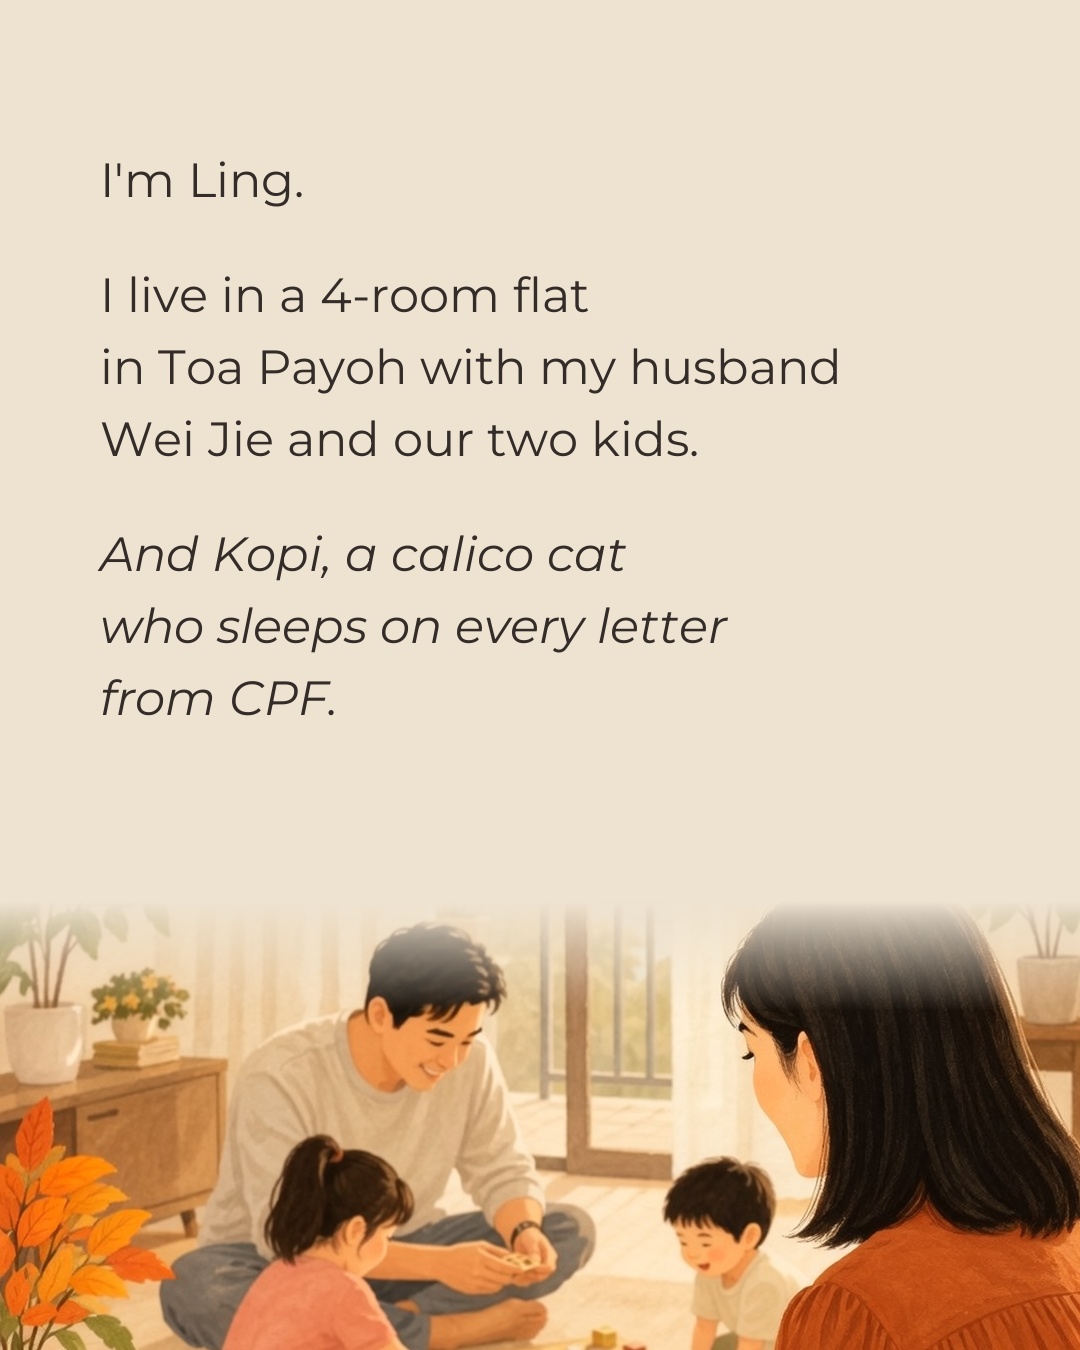 I'm Ling.
I live in a 4-room flat
in Toa Payoh with my husband
Wei Jie and our two kids.
And Kopi, a calico cat
who sleeps on every letter
from CPF.